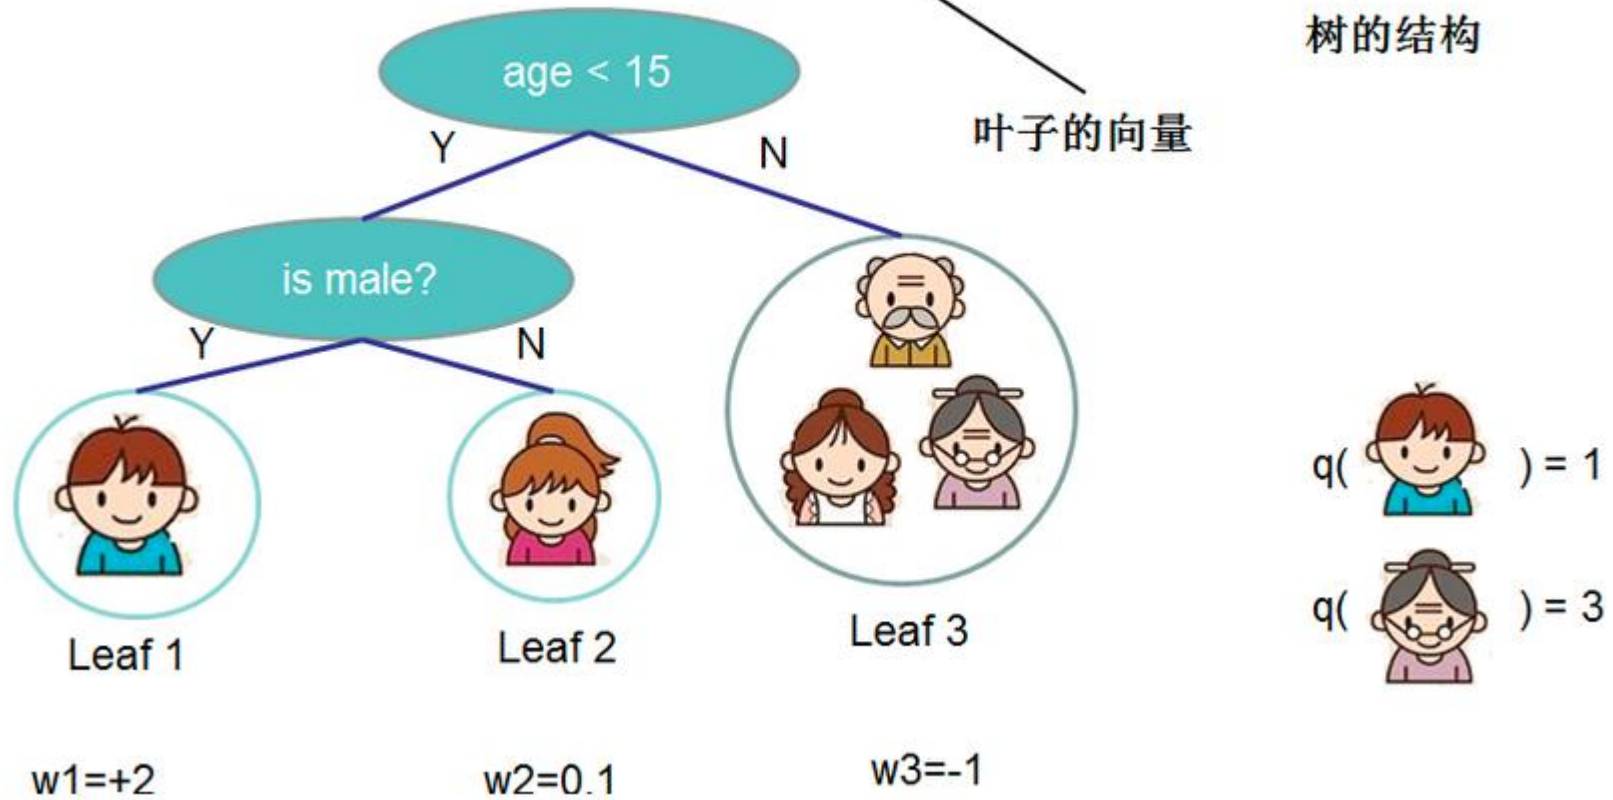 树的结构
age < 15
叶子的向量
Y
N
is male?
Y
N
q( ) = 1
q( ) = 3
Leaf 1
Leaf 2
Leaf 3
w1=+2
w2=0.1
w3=-1